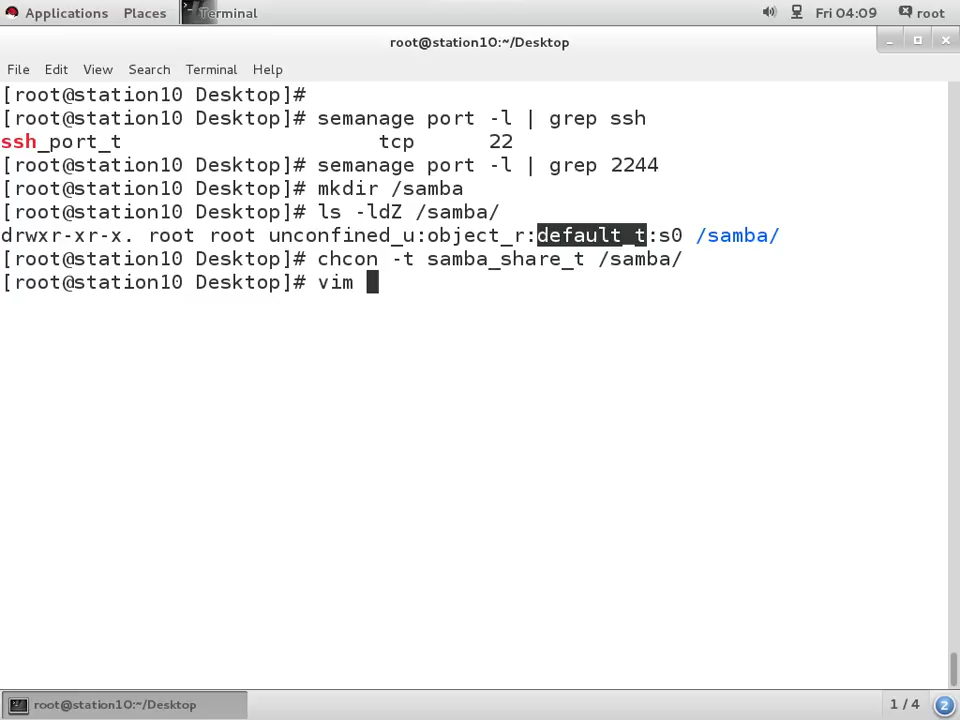 Applications Places Terminal Fri 04:09 root
root@station10:~/Desktop
File Edit View Search Terminal Help
[root@station10 Desktop]#
[root@station10 Desktop]# semanage port -l | grep ssh
ssh_port_t tcp 22
[root@station10 Desktop]# semanage port -l | grep 2244
[root@station10 Desktop]# mkdir /samba
[root@station10 Desktop]# ls -ldZ /samba/
drwxr-xr-x. root root unconfined_u:object_r:default_t:s0 /samba/
[root@station10 Desktop]# chcon -t samba_share_t /samba/
[root@station10 Desktop]# vim
root@station10:~/Desktop 1 / 4 2